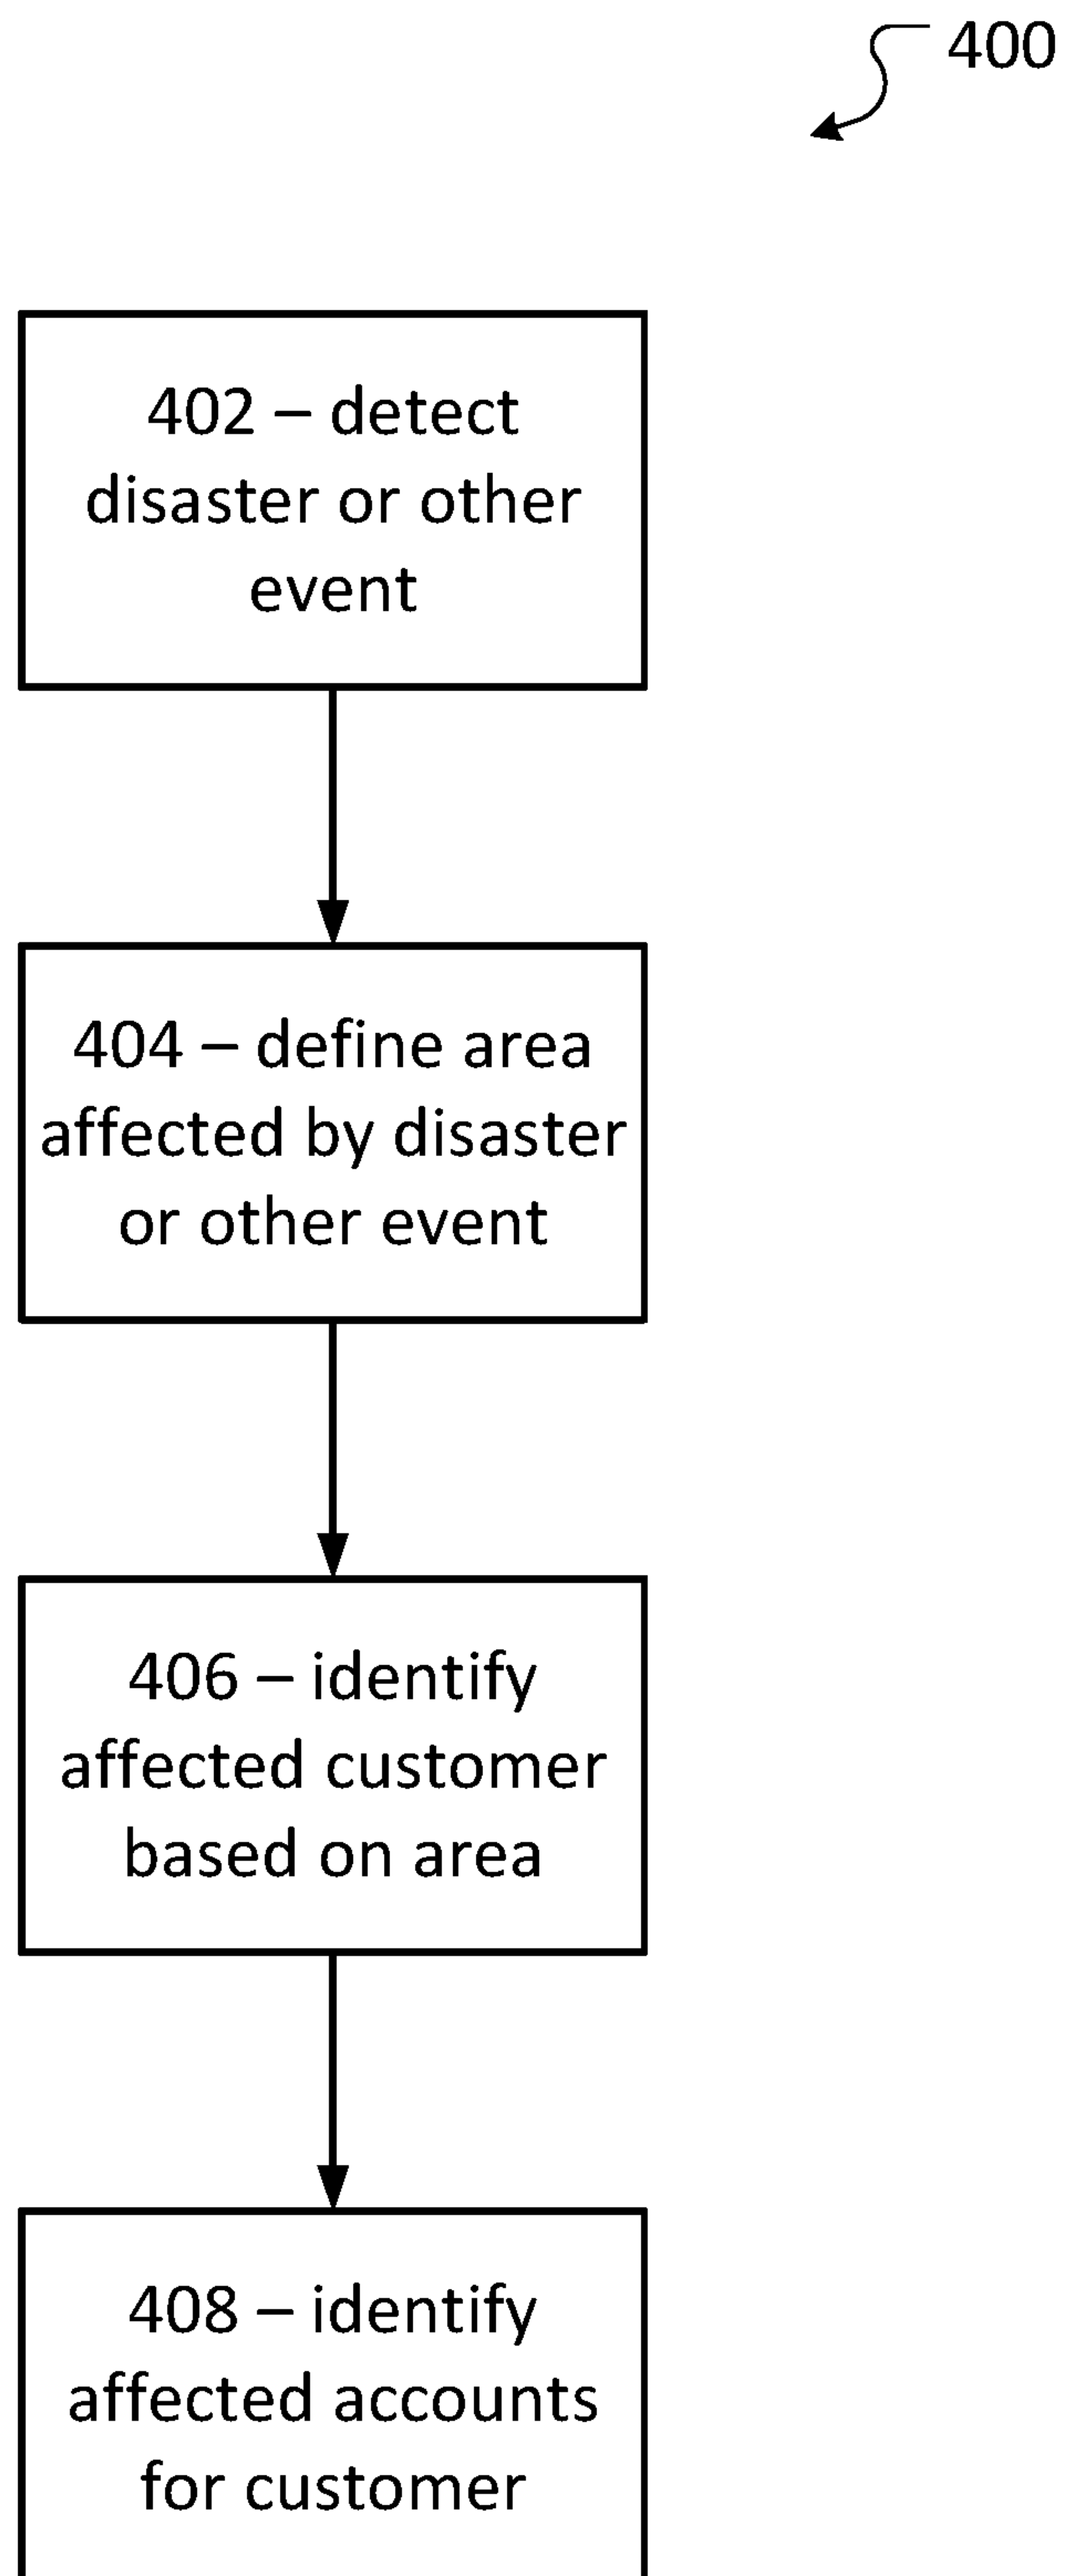 400
402 – detect
disaster or other
event
404 – define area
affected by disaster
or other event
406 – identify
affected customer
based on area
408 – identify
affected accounts
for customer